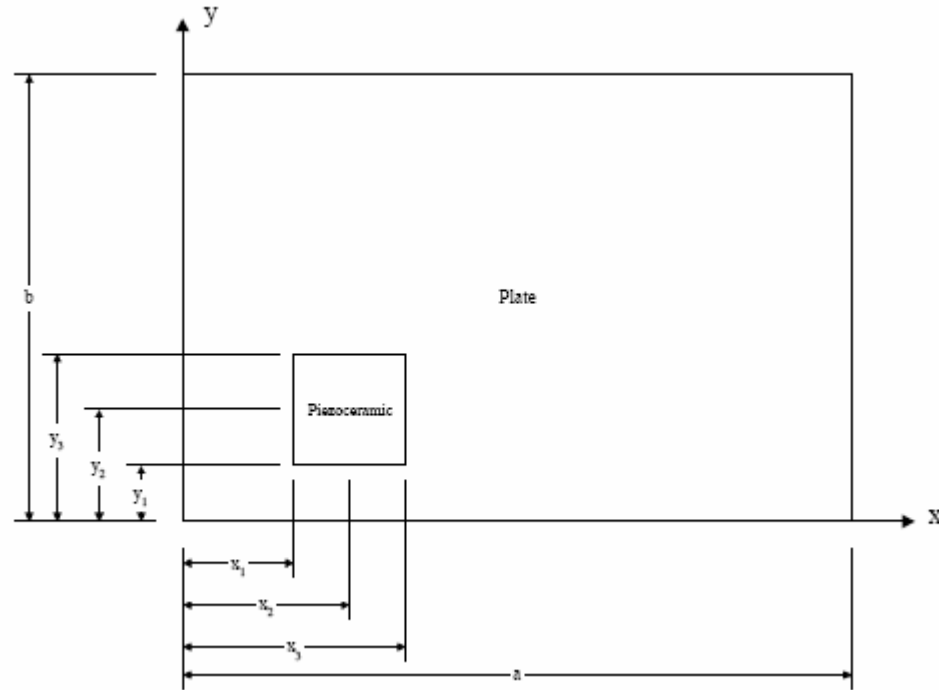 y
b
Plate
Piezoceramic
y₃
y₂
y₁
x
x₁
x₂
x₃
a